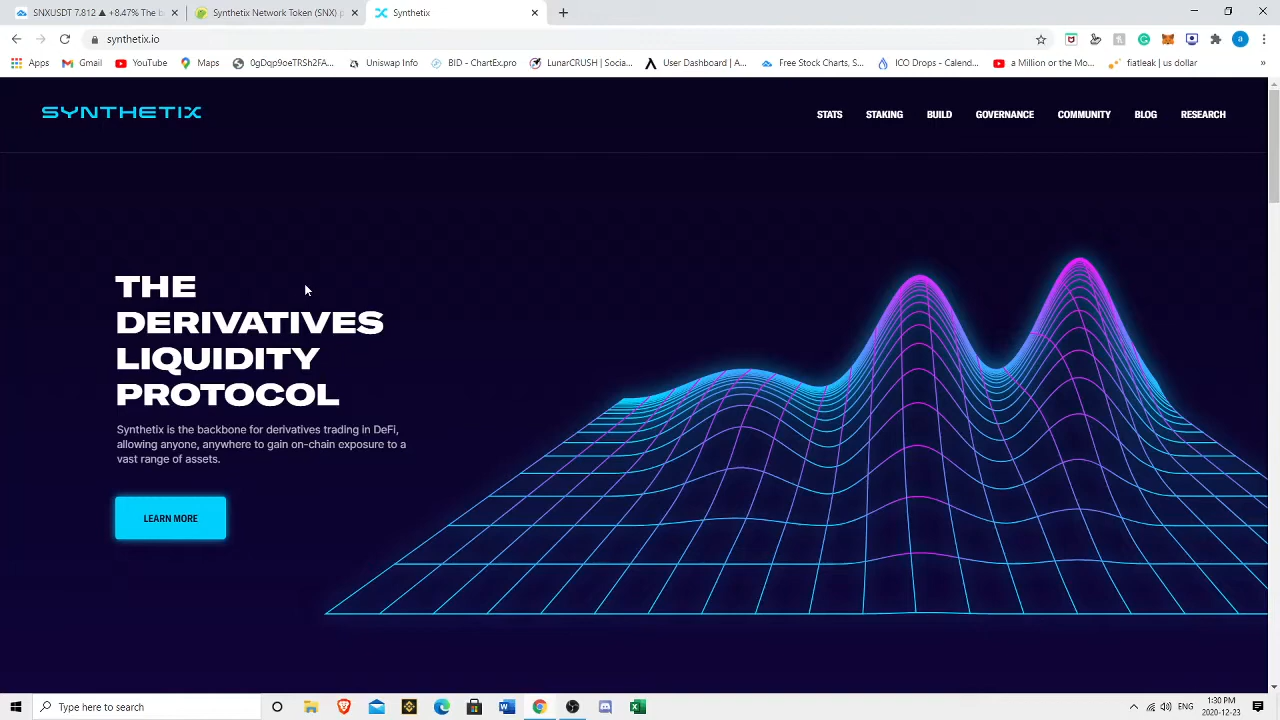 SNXUSDT 7.812 ▲ +8.47% The b
Synthetix Network Token (SNX) p
Synthetix
synthetix.io
Apps
Gmail
YouTube
Maps
0gDqp9seTRSh2FA...
Uniswap Info
BID - ChartEx.pro
LunarCRUSH | Socia...
User Dashboard | A...
Free Stock Charts, S...
ICO Drops - Calend...
a Million or the Mo...
fiatleak | us dollar
»
SYNTHETIX
STATS
STAKING
BUILD
GOVERNANCE
COMMUNITY
BLOG
RESEARCH
THE
DERIVATIVES
LIQUIDITY
PROTOCOL
Synthetix is the backbone for derivatives trading in DeFi,
allowing anyone, anywhere to gain on-chain exposure to a
vast range of assets.
LEARN MORE
Type here to search
ENG
1:30 PM
2020-12-23